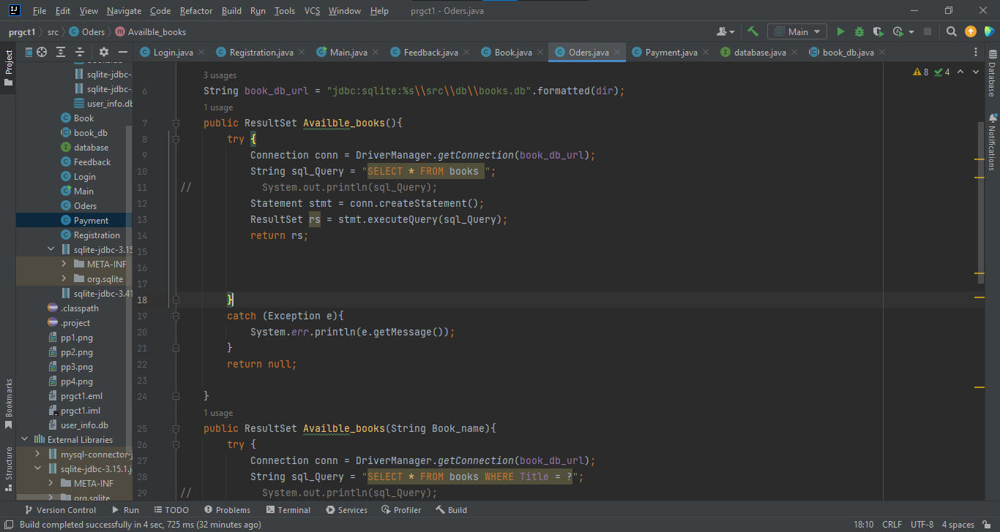 File Edit View Navigate Code Refactor Build Run Tools VCS Window Help prgct1 - Oders.java
prgct1 src Oders Availble_books Main
Project
Login.java Registration.java Main.java Feedback.java Book.java Oders.java Payment.java database.java book_db.java
sqlite-jdbc-
sqlite-jdbc-
user_info.db
Book
book_db
database
Feedback
Login
Main
Oders
Payment
Registration
sqlite-jdbc-3.15
META-INF
org.sqlite
sqlite-jdbc-3.41
.classpath
.project
pp1.png
pp2.png
pp3.png
pp4.png
prgct1.eml
prgct1.iml
user_info.db
External Libraries
mysql-connector-j
sqlite-jdbc-3.15.1.j
META-INF
org.sqlite
Bookmarks
Structure
8 4
3 usages
6 String book_db_url = "jdbc:sqlite:%s\\src\\db\\books.db".formatted(dir);
1 usage
7 public ResultSet Availble_books(){
8 try {
9 Connection conn = DriverManager.getConnection(book_db_url);
10 String sql_Query = "SELECT * FROM books ";
11 // System.out.println(sql_Query);
12 Statement stmt = conn.createStatement();
13 ResultSet rs = stmt.executeQuery(sql_Query);
14 return rs;
15
16
17
18 }
19 catch (Exception e){
20 System.err.println(e.getMessage());
21 }
22 return null;
23
24 }
1 usage
25 public ResultSet Availble_books(String Book_name){
26 try {
27 Connection conn = DriverManager.getConnection(book_db_url);
28 String sql_Query = "SELECT * FROM books WHERE Title = ?";
29 // System.out.println(sql_Query);
Database
Notifications
Version Control Run TODO Problems Terminal Services Profiler Build
Build completed successfully in 4 sec, 725 ms (32 minutes ago) 18:10 CRLF UTF-8 4 spaces